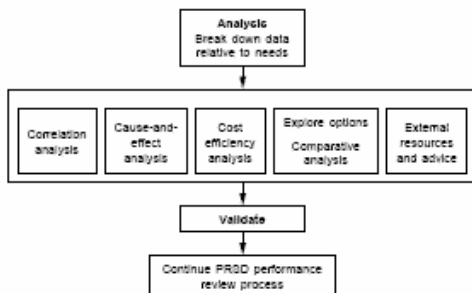 Analysis
Break down data
relative to needs
Correlation
analysis
Cause-and-
effect
analysis
Cost
efficiency
analysis
Explore options
Comparative
analysis
External
resources
and advice
Validate
Continue PRSD performance
review process